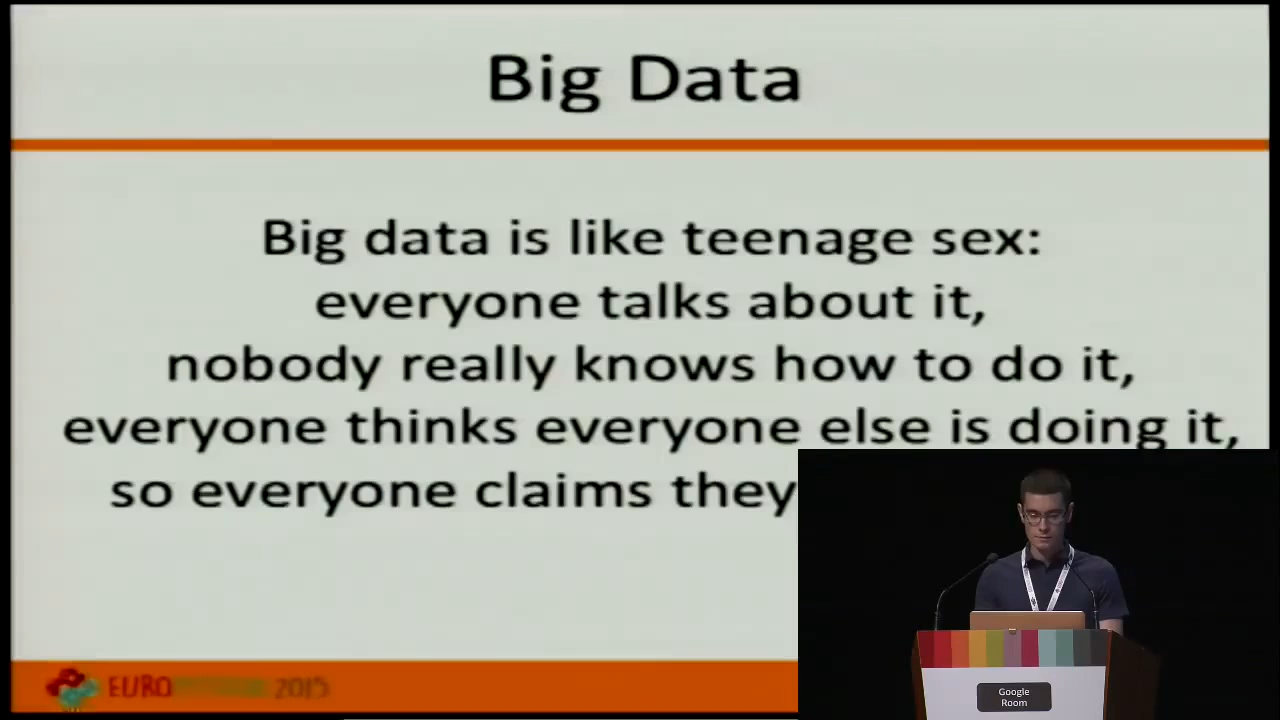 Big Data
Big data is like teenage sex:
everyone talks about it,
nobody really knows how to do it,
everyone thinks everyone else is doing it,
so everyone claims they
EUROPYTHON 2015
Google
Room